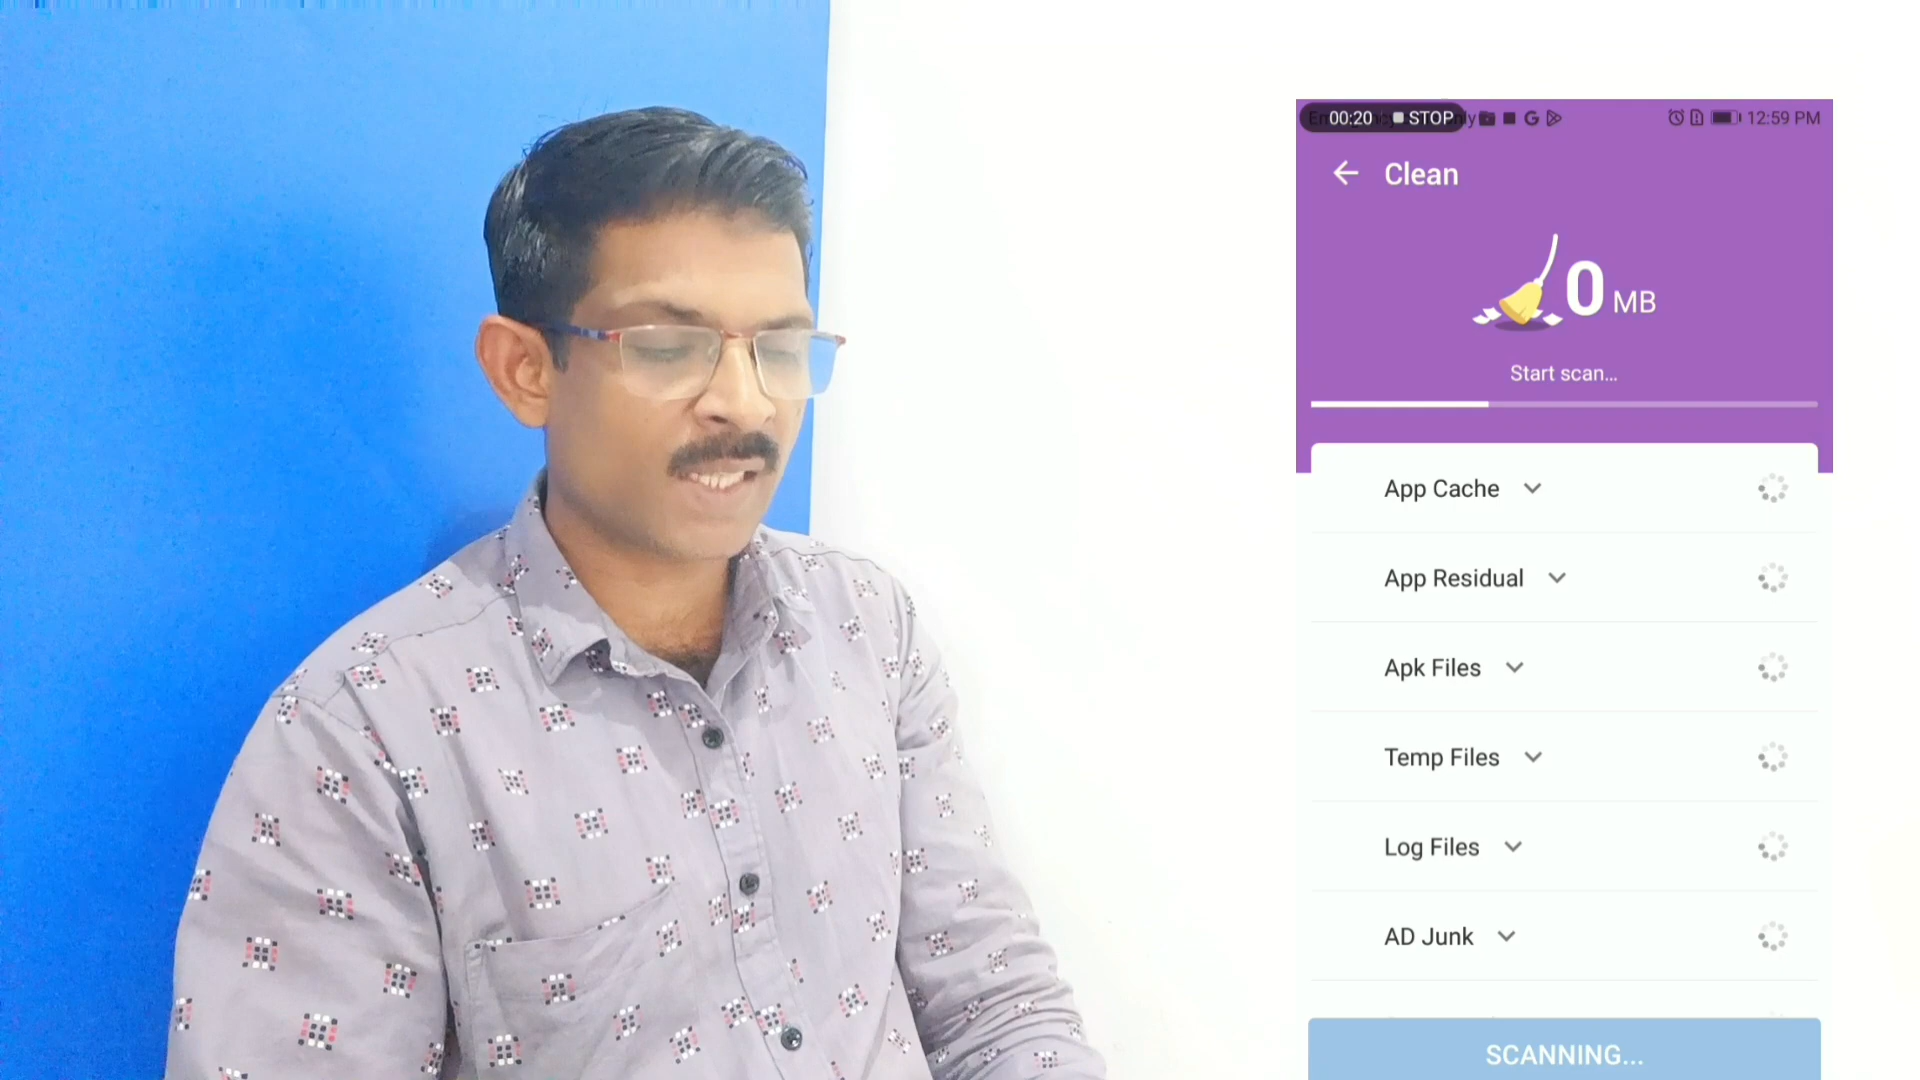 00:20 STOP
12:59 PM
Clean
0 MB
Start scan...
App Cache
App Residual
Apk Files
Temp Files
Log Files
AD Junk
SCANNING...